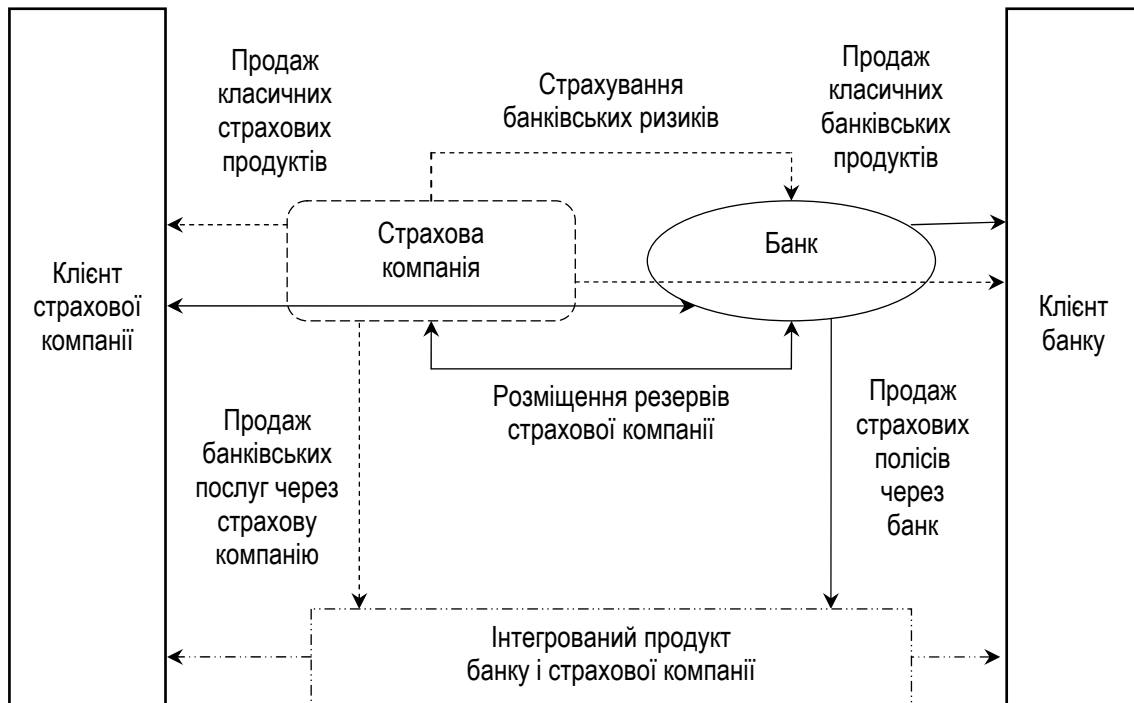 Продаж
класичних
страхових
продуктів
Страхування
банківських ризиків
Продаж
класичних
банківських
продуктів
Клієнт
страхової
компанії
Страхова
компанія
Банк
Клієнт
банку
Продаж
банківських
послуг через
страхову
компанію
Розміщення резервів
страхової компанії
Продаж
страхових
полісів
через
банк
Інтегрований продукт
банку і страхової компанії